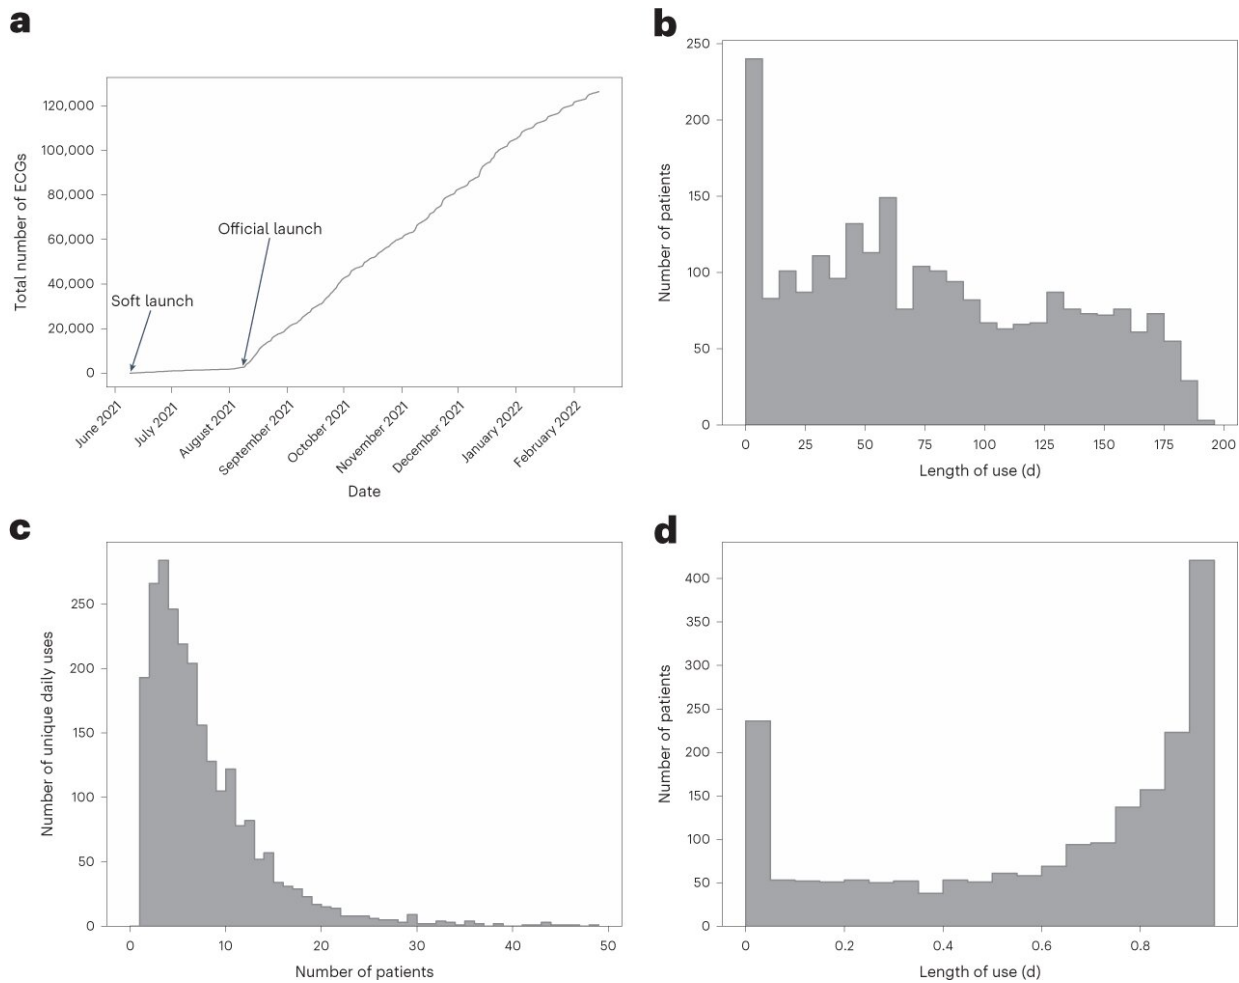 a
Total number of ECGs
120,000
100,000
80,000
60,000
40,000
20,000
0
Official launch
Soft launch
June 2021
July 2021
August 2021
September 2021
October 2021
November 2021
December 2021
January 2022
February 2022
Date
b
Number of patients
250
200
150
100
50
0
0 25 50 75 100 125 150 175 200
Length of use (d)
c
Number of unique daily uses
250
200
150
100
50
0
0 10 20 30 40 50
Number of patients
d
Number of patients
400
350
300
250
200
150
100
50
0
0 0.2 0.4 0.6 0.8
Length of use (d)